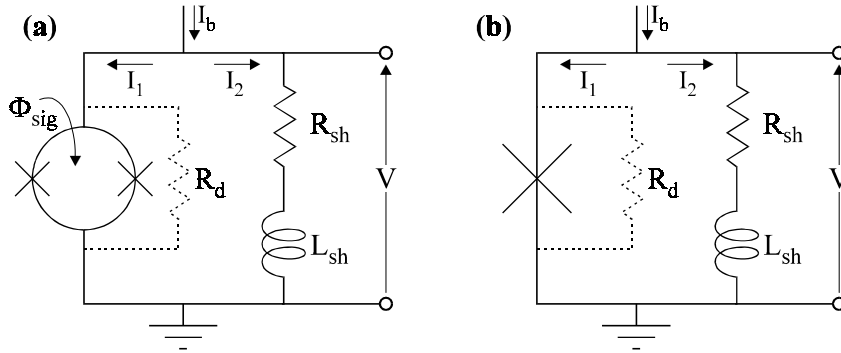 (a)
I_b
I_1
I_2
Φ_sig
R_d
R_sh
L_sh
V
(b)
I_b
I_1
I_2
R_d
R_sh
L_sh
V